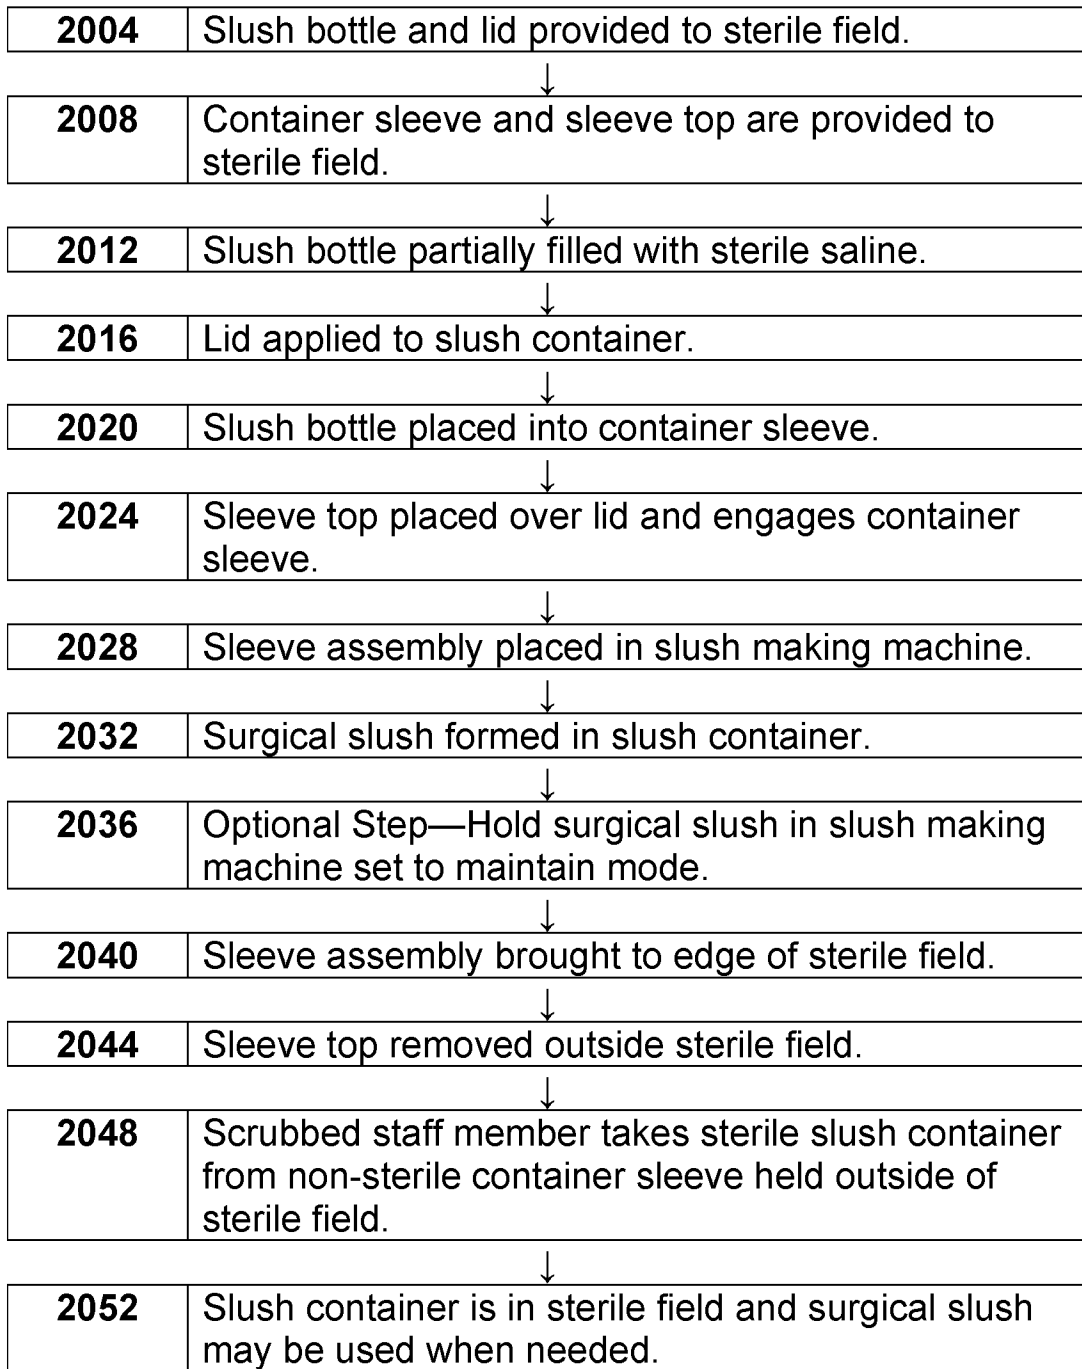 2004 Slush bottle and lid provided to sterile field.
↓
2008 Container sleeve and sleeve top are provided to
sterile field.
↓
2012 Slush bottle partially filled with sterile saline.
↓
2016 Lid applied to slush container.
↓
2020 Slush bottle placed into container sleeve.
↓
2024 Sleeve top placed over lid and engages container
sleeve.
↓
2028 Sleeve assembly placed in slush making machine.
↓
2032 Surgical slush formed in slush container.
↓
2036 Optional Step—Hold surgical slush in slush making
machine set to maintain mode.
↓
2040 Sleeve assembly brought to edge of sterile field.
↓
2044 Sleeve top removed outside sterile field.
↓
2048 Scrubbed staff member takes sterile slush container
from non-sterile container sleeve held outside of
sterile field.
↓
2052 Slush container is in sterile field and surgical slush
may be used when needed.